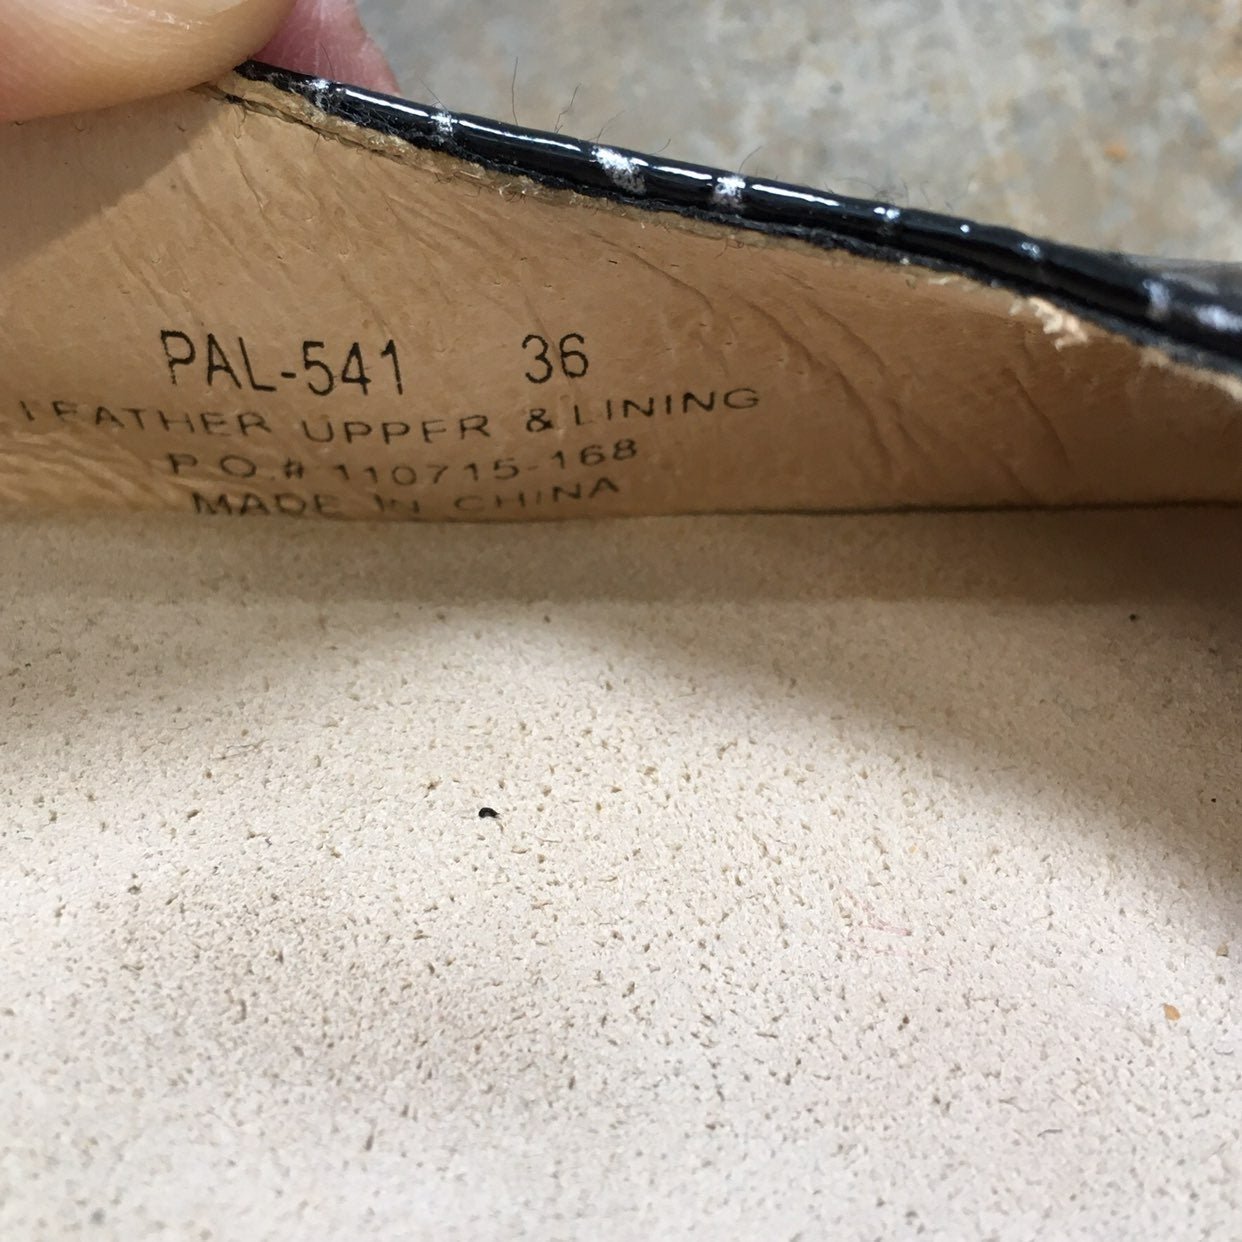 PAL-541 36
LEATHER UPPER & LINING
P.O.# 110715-168
MADE IN CHINA